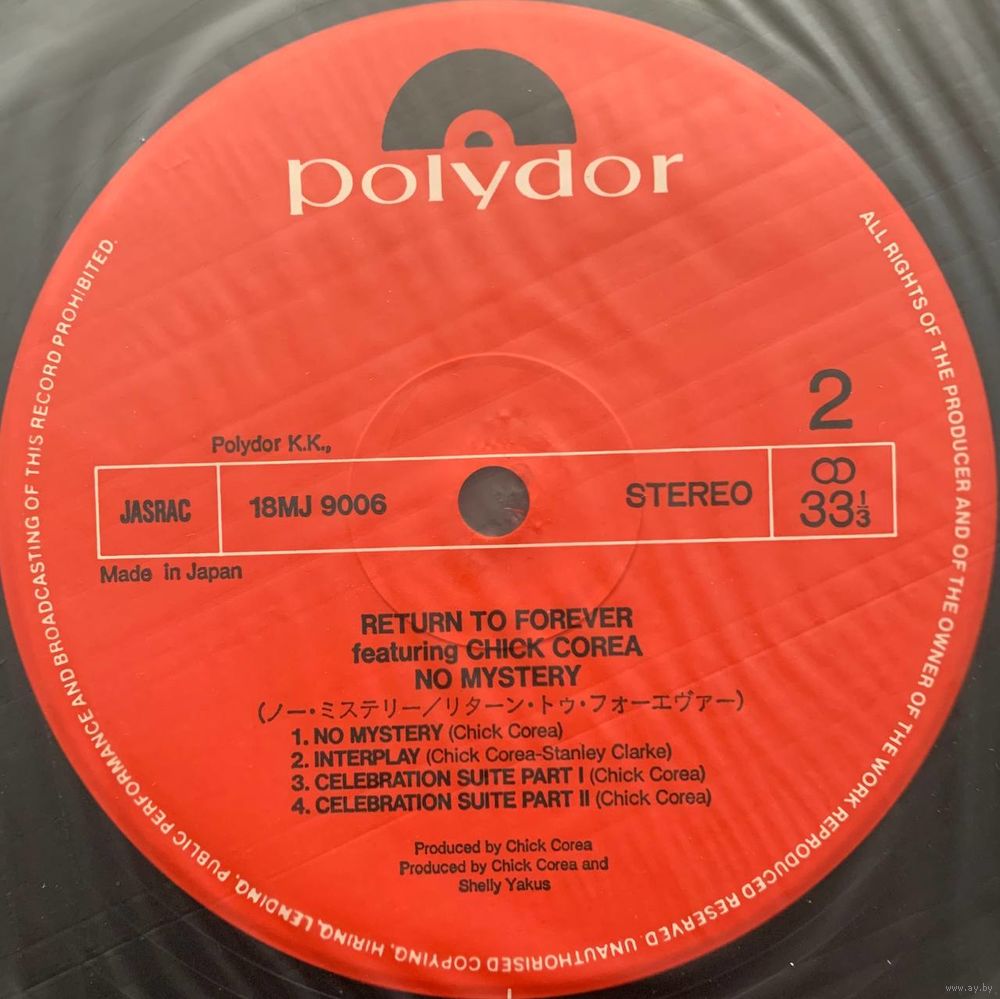 polydor
ALL RIGHTS OF THE PRODUCER AND OF THE OWNER OF THE WORK REPRODUCED RESERVED. UNAUTHORISED COPYING, HIRING, LENDING, PUBLIC PERFORMANCE AND BROADCASTING OF THIS RECORD PROHIBITED.
2
Polydor K.K.,
JASRAC 18MJ 9006 STEREO 33⅓
Made in Japan
RETURN TO FOREVER
featuring CHICK COREA
NO MYSTERY
(ノー・ミステリー/リターン・トゥ・フォーエヴァー)
1. NO MYSTERY (Chick Corea)
2. INTERPLAY (Chick Corea-Stanley Clarke)
3. CELEBRATION SUITE PART I (Chick Corea)
4. CELEBRATION SUITE PART II (Chick Corea)
Produced by Chick Corea
Produced by Chick Corea and
Shelly Yakus
www.ay.by